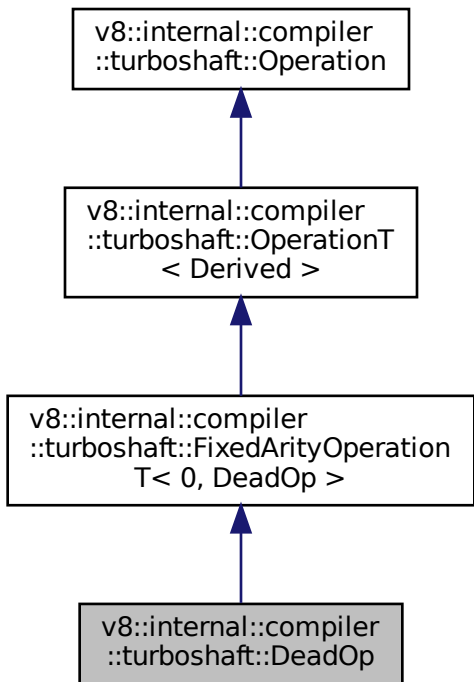 v8::internal::compiler
::turboshaft::Operation
v8::internal::compiler
::turboshaft::OperationT
< Derived >
v8::internal::compiler
::turboshaft::FixedArityOperation
T< 0, DeadOp >
v8::internal::compiler
::turboshaft::DeadOp